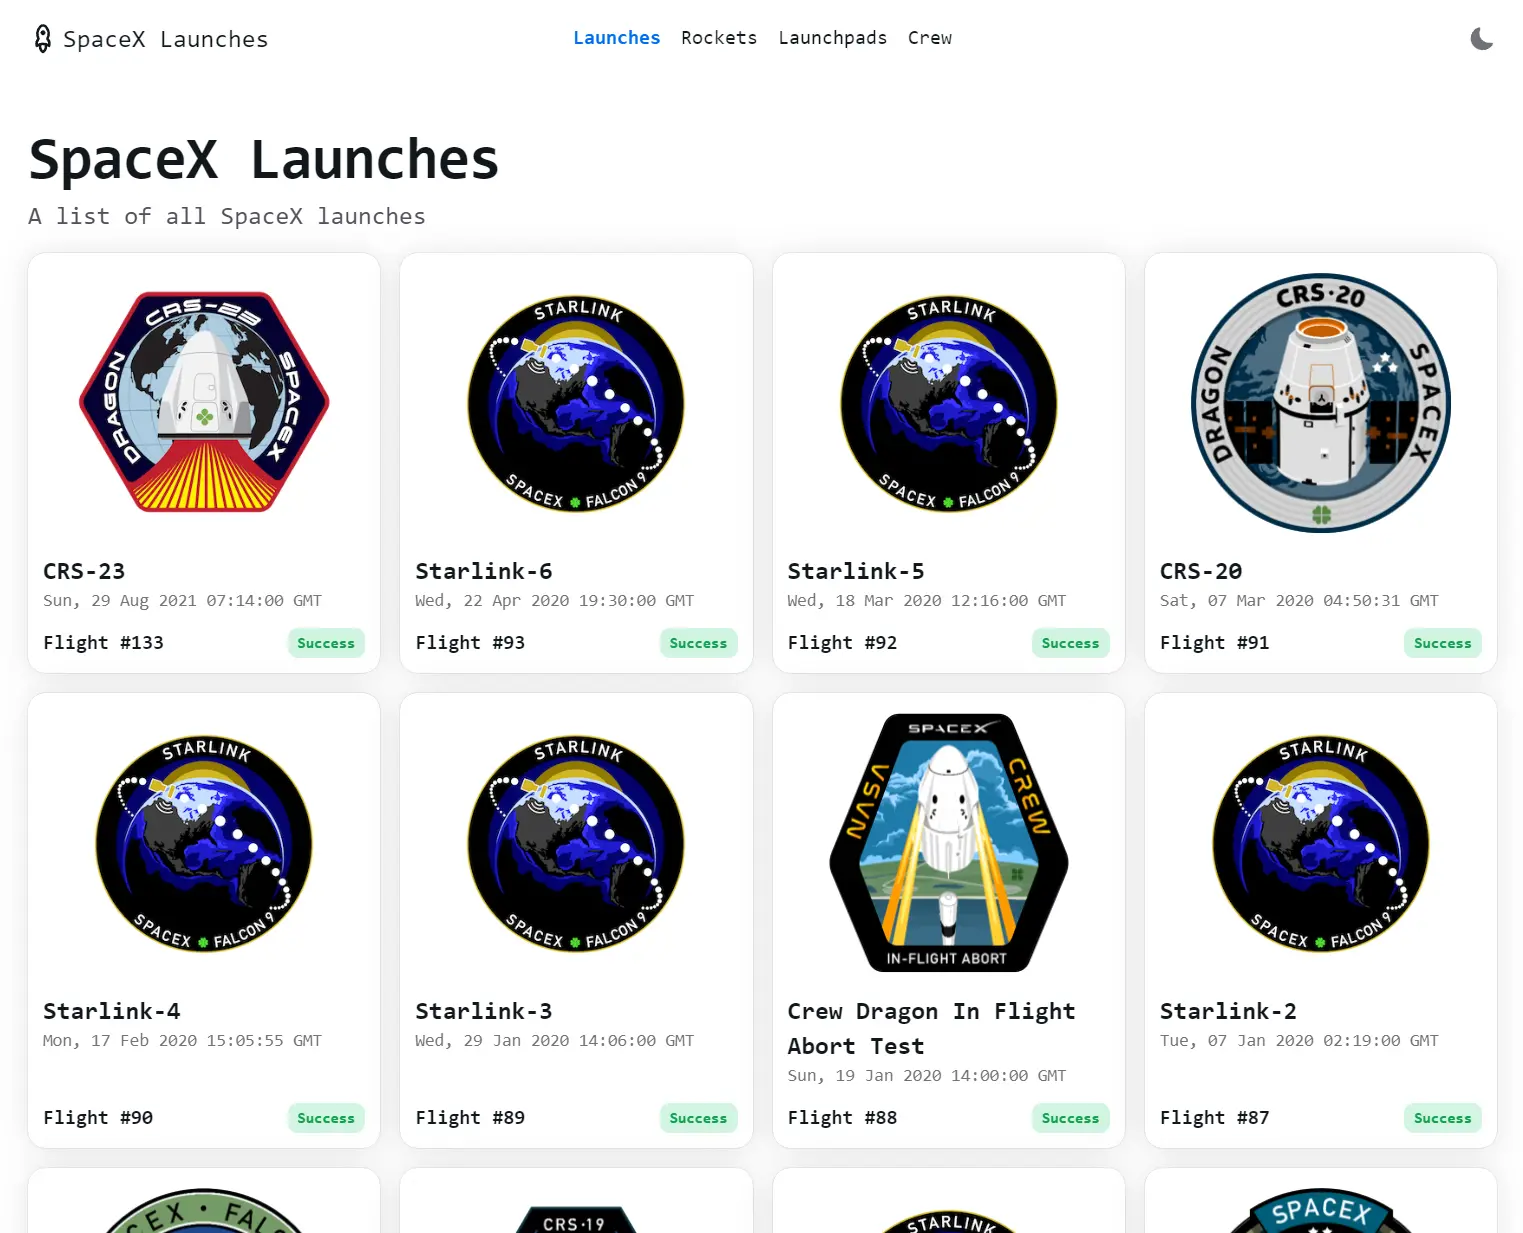 SpaceX Launches
Launches Rockets Launchpads Crew
SpaceX Launches
A list of all SpaceX launches
CRS-23
DRAGON
SPACEX
STARLINK
SPACEX FALCON 9
STARLINK
SPACEX FALCON 9
CRS·20
DRAGON
SPACEX
CRS-23
Sun, 29 Aug 2021 07:14:00 GMT
Flight #133
Success
Starlink-6
Wed, 22 Apr 2020 19:30:00 GMT
Flight #93
Success
Starlink-5
Wed, 18 Mar 2020 12:16:00 GMT
Flight #92
Success
CRS-20
Sat, 07 Mar 2020 04:50:31 GMT
Flight #91
Success
STARLINK
SPACEX FALCON 9
STARLINK
SPACEX FALCON 9
SPACEX
NASA
CREW
IN-FLIGHT ABORT
STARLINK
SPACEX FALCON 9
Starlink-4
Mon, 17 Feb 2020 15:05:55 GMT
Flight #90
Success
Starlink-3
Wed, 29 Jan 2020 14:06:00 GMT
Flight #89
Success
Crew Dragon In Flight
Abort Test
Sun, 19 Jan 2020 14:00:00 GMT
Flight #88
Success
Starlink-2
Tue, 07 Jan 2020 02:19:00 GMT
Flight #87
Success
CEX · FALC
CRS·19
STARLINK
SPACEX